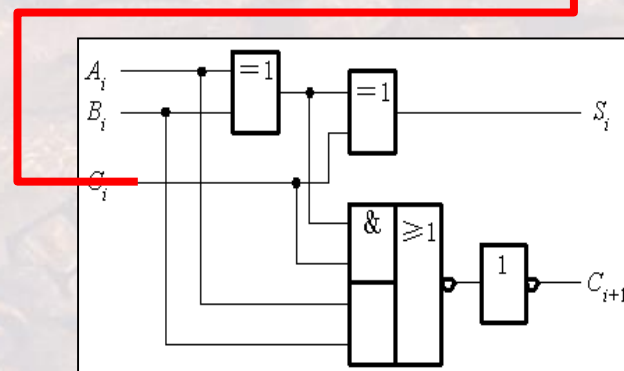 A_i
=1
=1
B_i
S_i
C_i
&
≥1
1
C_{i+1}